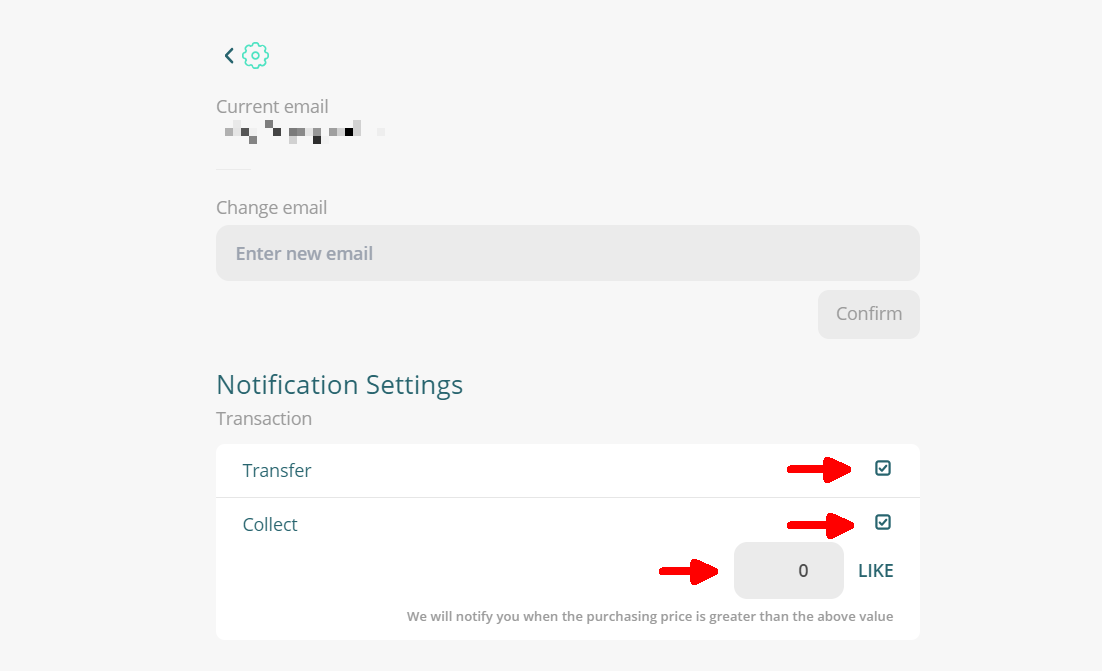 Current email
Change email
Enter new email
Confirm
Notification Settings
Transaction
Transfer
Collect
0 LIKE
We will notify you when the purchasing price is greater than the above value